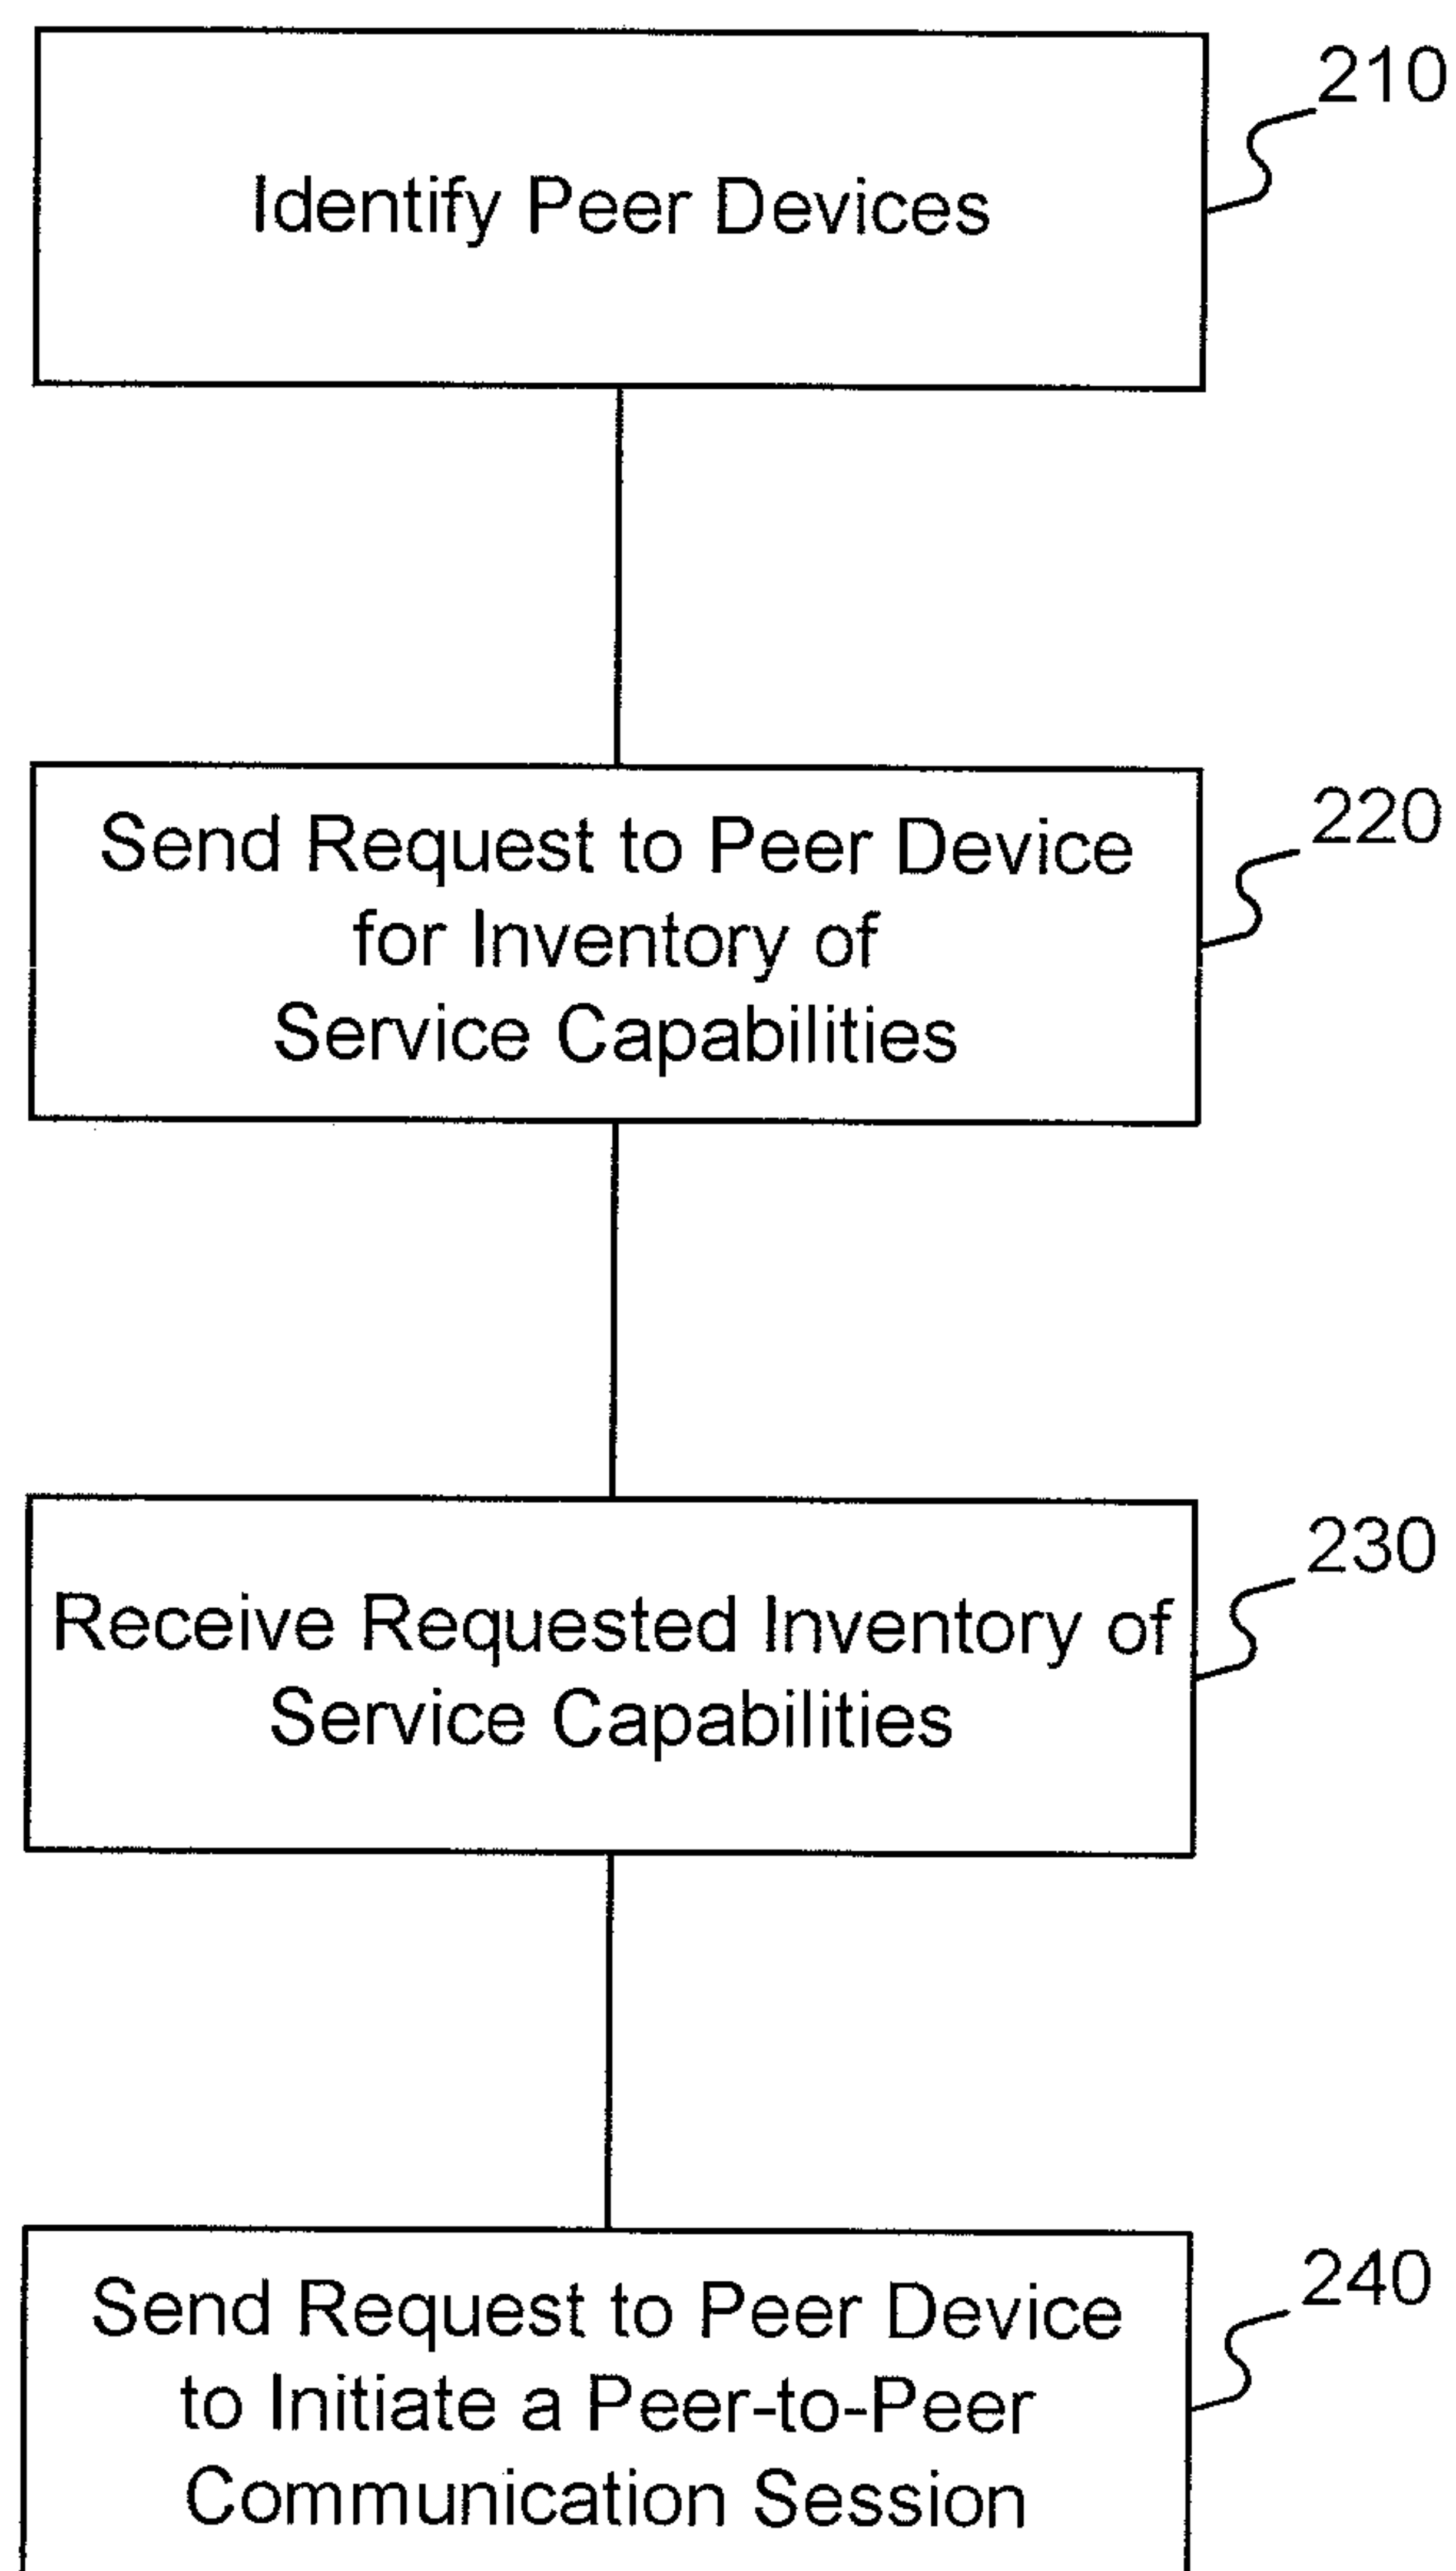 210
Identify Peer Devices
220
Send Request to Peer Device
for Inventory of
Service Capabilities
230
Receive Requested Inventory of
Service Capabilities
240
Send Request to Peer Device
to Initiate a Peer-to-Peer
Communication Session